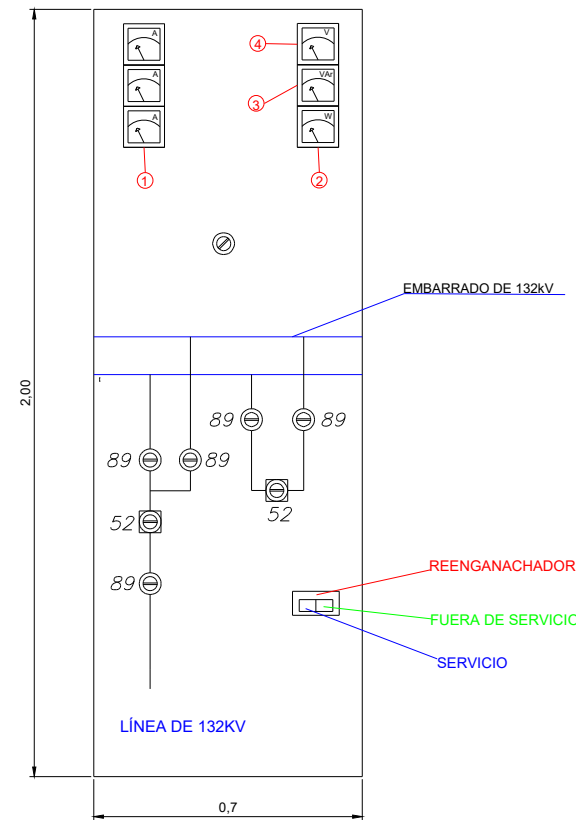 A
V
4
A
VAr
3
A
W
1
2
EMBARRADO DE 132kV
t
2,00
89
89
89
89
52
52
89
REENGANACHADOR
FUERA DE SERVICIO
SERVICIO
LÍNEA DE 132KV
0,7